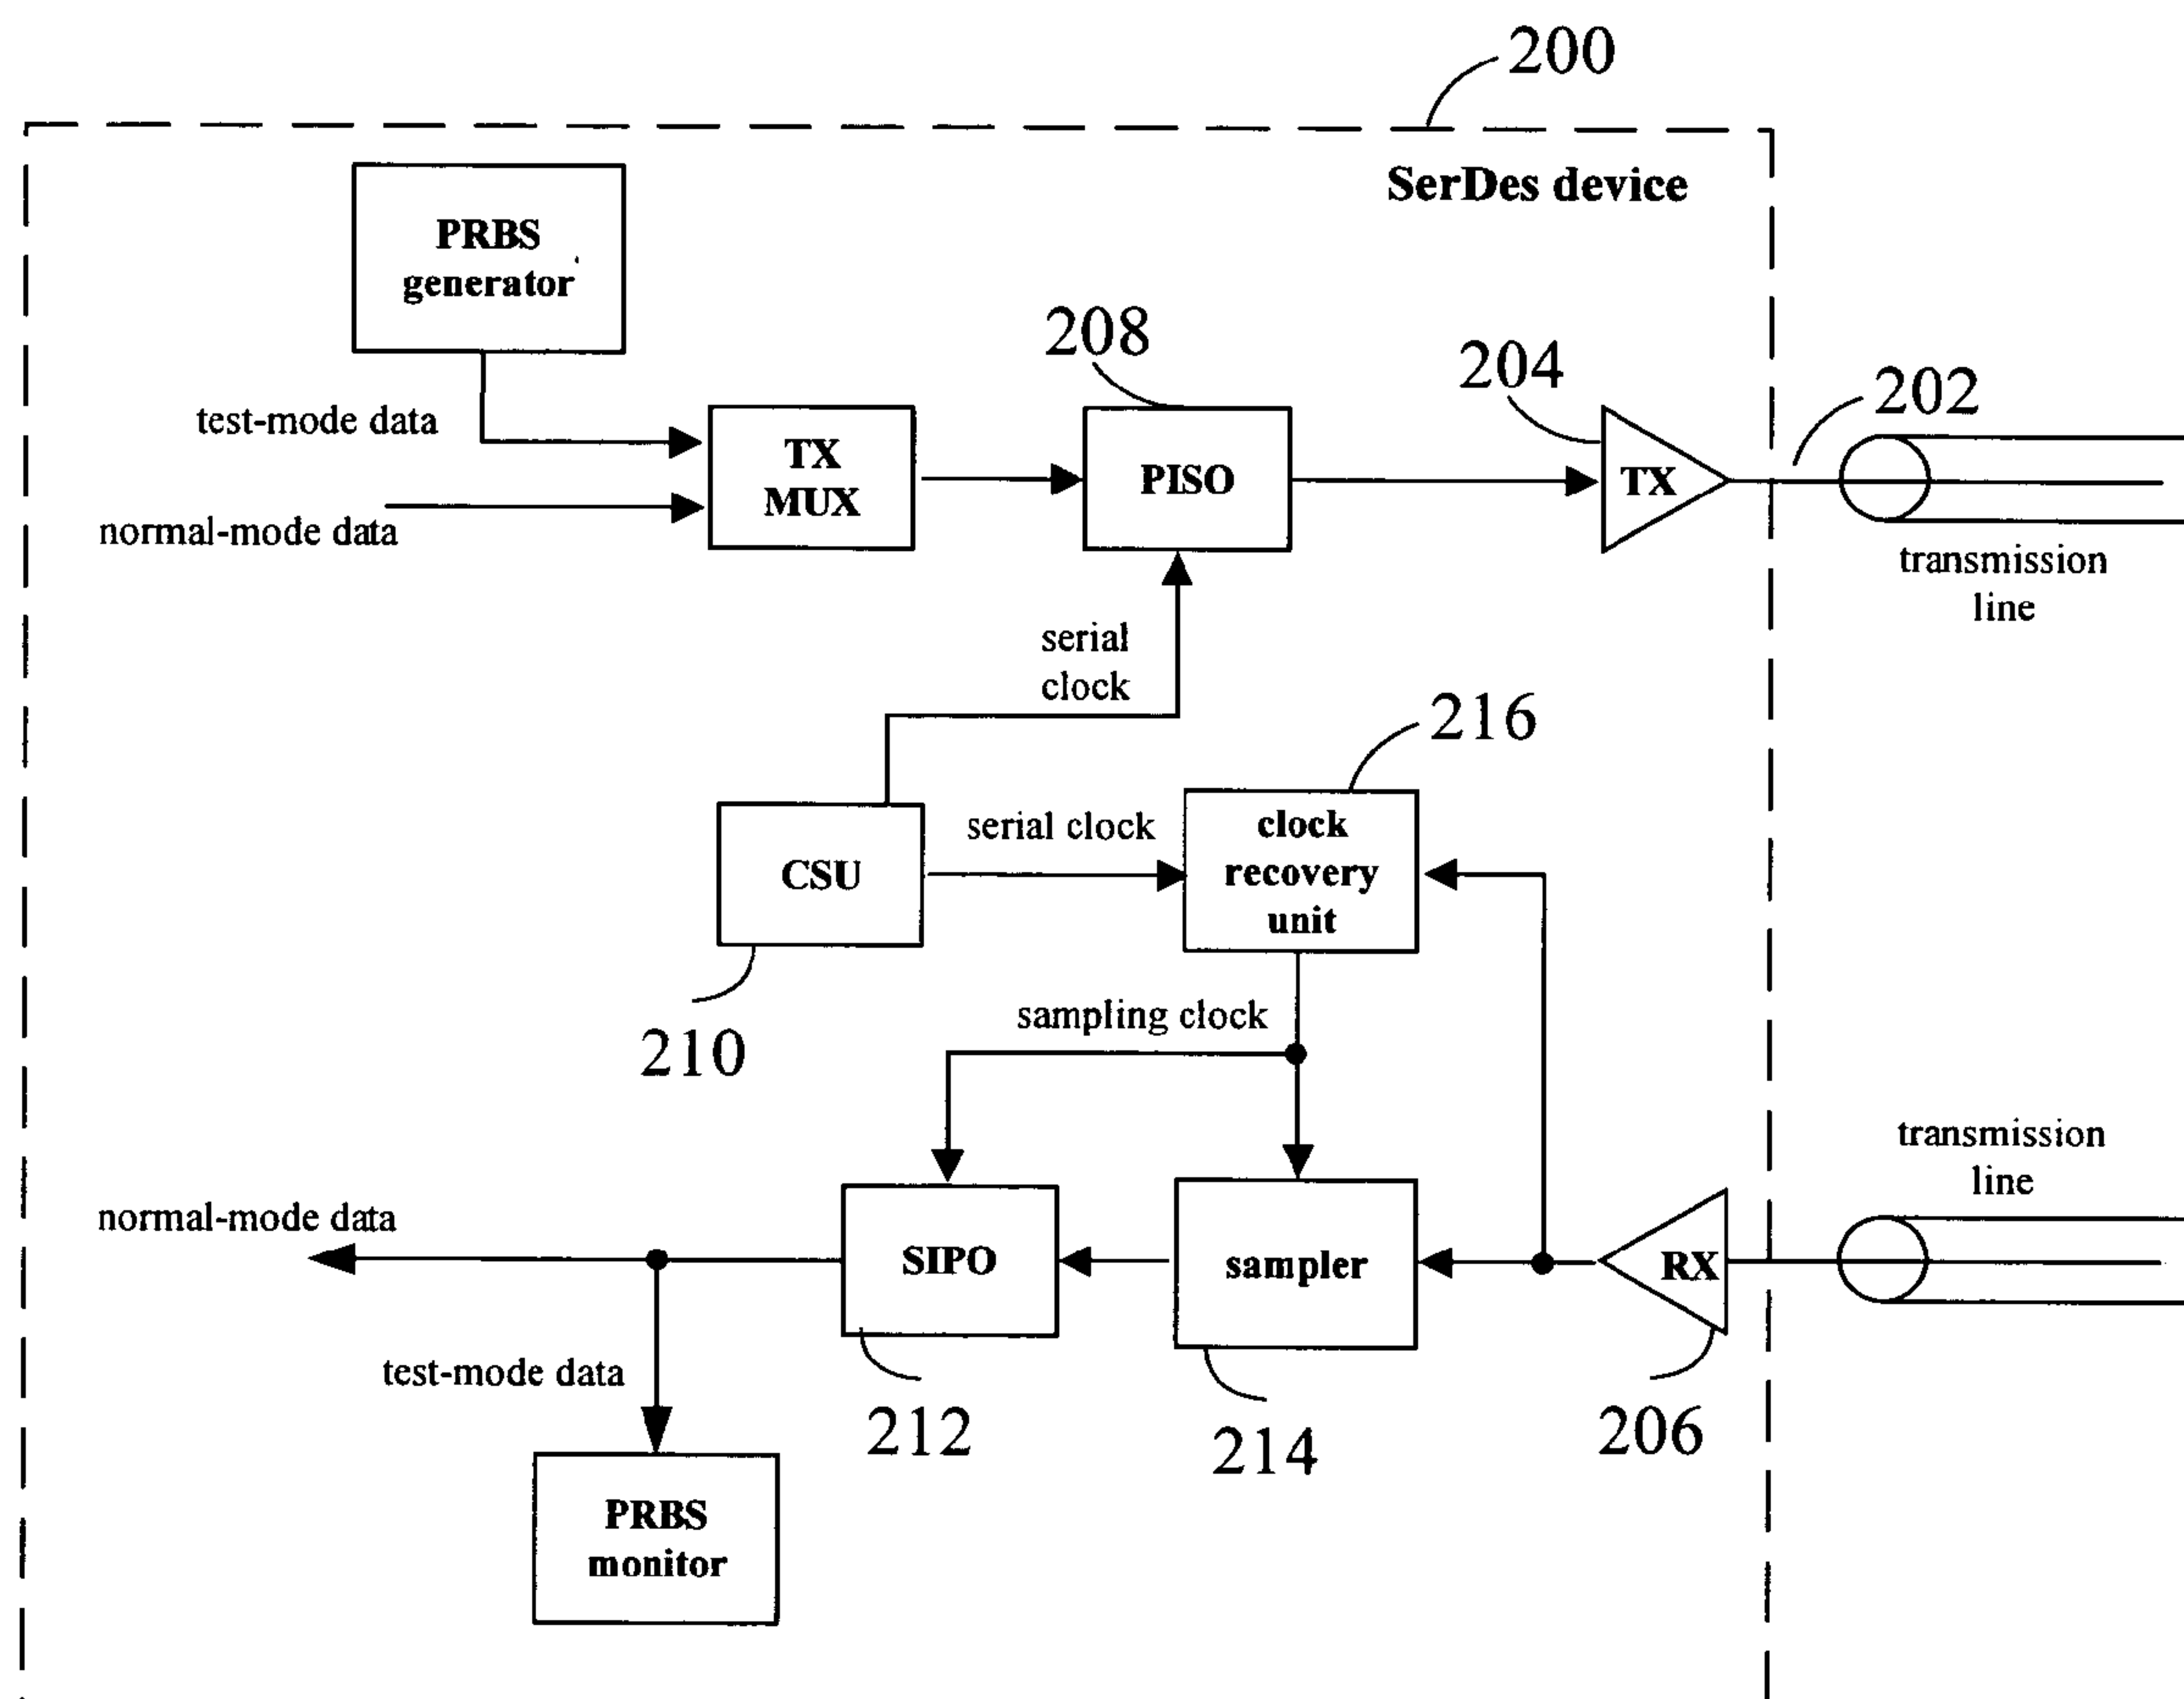 200
SerDes device
PRBS
generator
208
204
202
test-mode data
TX
MUX
PISO
TX
normal-mode data
transmission
line
serial
clock
216
serial clock
clock
recovery
unit
CSU
sampling clock
210
transmission
line
normal-mode data
SIPO
sampler
RX
test-mode data
212
214
206
PRBS
monitor